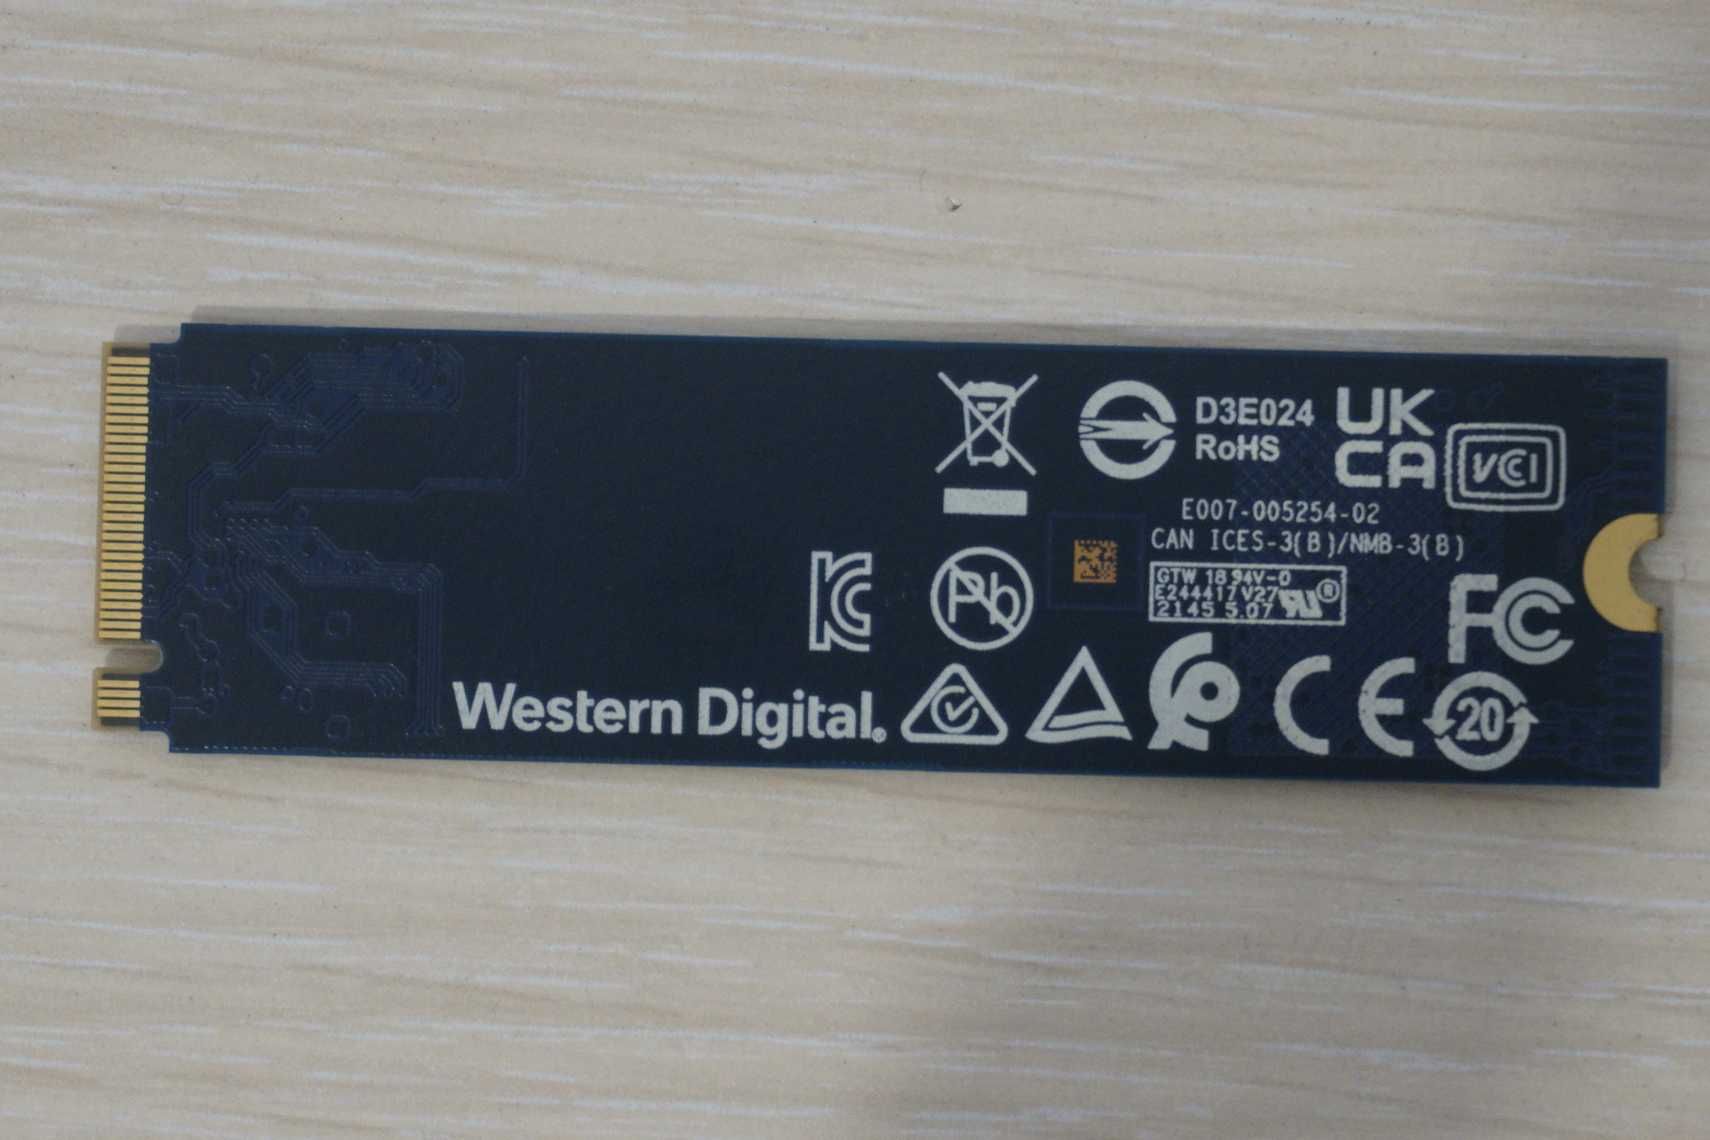 D3E024
RoHS
UK
CA
VCI
E007-005254-02
CAN ICES-3(B)/NMB-3(B)
GTW 18 94V-0
E244417 V27
2145 5.07
®
Pb
FC
Western Digital®
CE
20